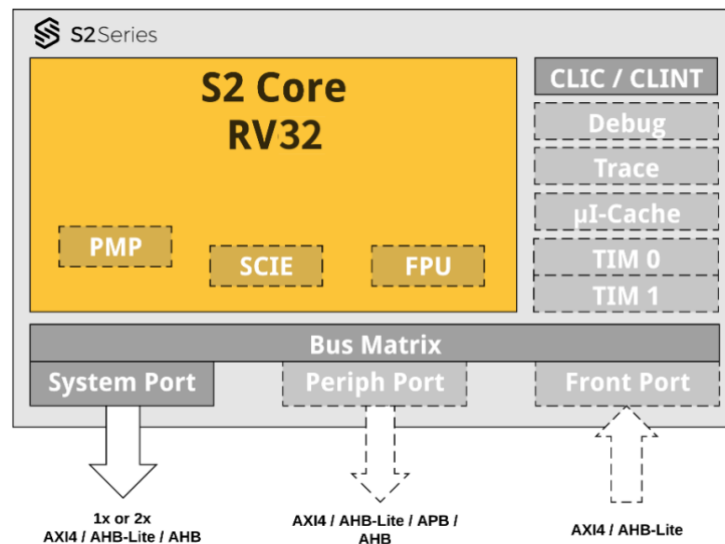 S2Series
S2 Core
RV32
PMP
SCIE
FPU
CLIC / CLINT
Debug
Trace
µI-Cache
TIM 0
TIM 1
Bus Matrix
System Port
Periph Port
Front Port
1x or 2x
AXI4 / AHB-Lite / AHB
AXI4 / AHB-Lite / APB /
AHB
AXI4 / AHB-Lite